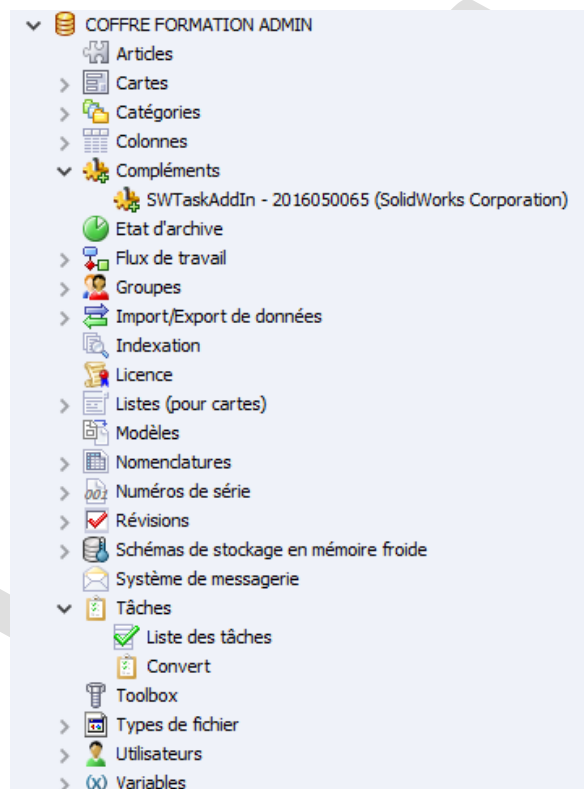 COFFRE FORMATION ADMIN
Articles
Cartes
Catégories
Colonnes
Compléments
SWTaskAddIn - 2016050065 (SolidWorks Corporation)
Etat d'archive
Flux de travail
Groupes
Import/Export de données
Indexation
Licence
Listes (pour cartes)
Modèles
Nomenclatures
001 Numéros de série
Révisions
Schémas de stockage en mémoire froide
Système de messagerie
Tâches
Liste des tâches
Convert
Toolbox
Types de fichier
Utilisateurs
(x) Variables